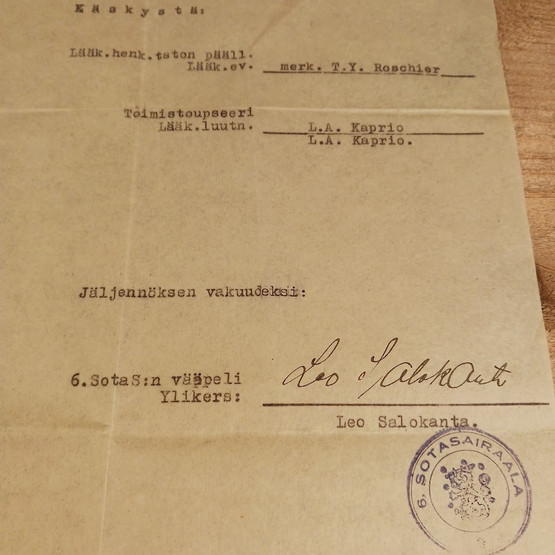 Käskystä:
Lääk.henk.tston pääll.
Lääk.ev. merk. T.Y. Roschier
Toimistoupseeri
Lääk.luutn. L.A. Kaprio
L.A. Kaprio.
Jäljennöksen vakuudeksi:
6.SotaS:n vääpeli
Ylikers: Leo Salokanta
Leo Salokanta.
6. SOTASAIRAALA